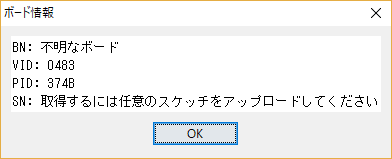 ボード情報
BN: 不明なボード
VID: 0483
PID: 374B
SN: 取得するには任意のスケッチをアップロードしてください
OK